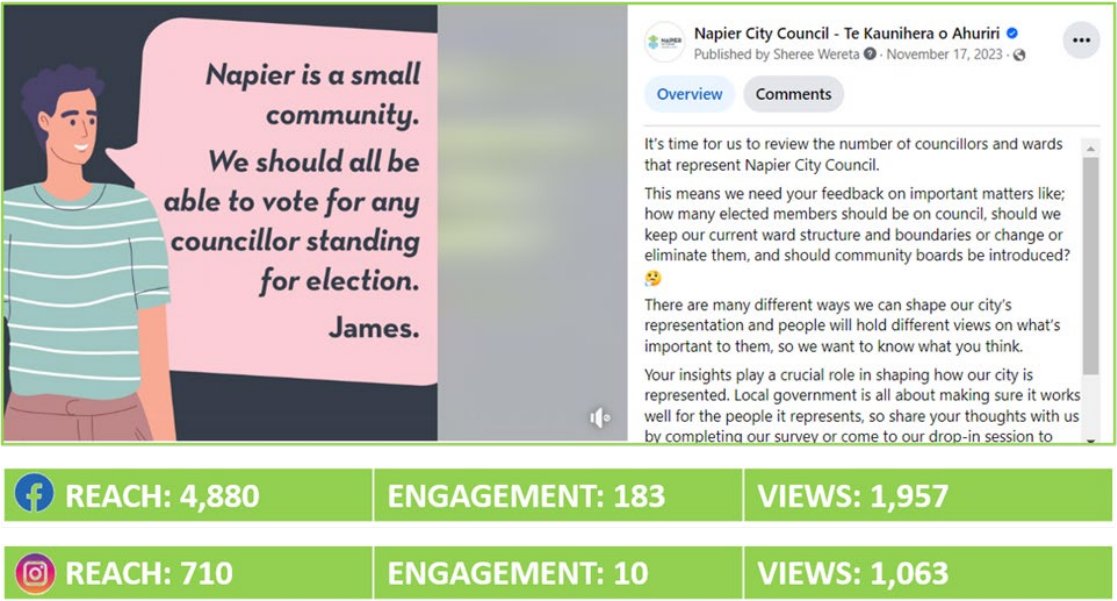 Napier is a small
community.
We should all be
able to vote for any
councillor standing
for election.
James.
NAPIER
Napier City Council - Te Kaunihera o Ahuriri
Published by Sheree Wereta · November 17, 2023 ·
Overview
Comments
It's time for us to review the number of councillors and wards
that represent Napier City Council.
This means we need your feedback on important matters like;
how many elected members should be on council, should we
keep our current ward structure and boundaries or change or
eliminate them, and should community boards be introduced?
There are many different ways we can shape our city's
representation and people will hold different views on what's
important to them, so we want to know what you think.
Your insights play a crucial role in shaping how our city is
represented. Local government is all about making sure it works
well for the people it represents, so share your thoughts with us
by completing our survey or come to our drop-in session to
REACH: 4,880
ENGAGEMENT: 183
VIEWS: 1,957
REACH: 710
ENGAGEMENT: 10
VIEWS: 1,063